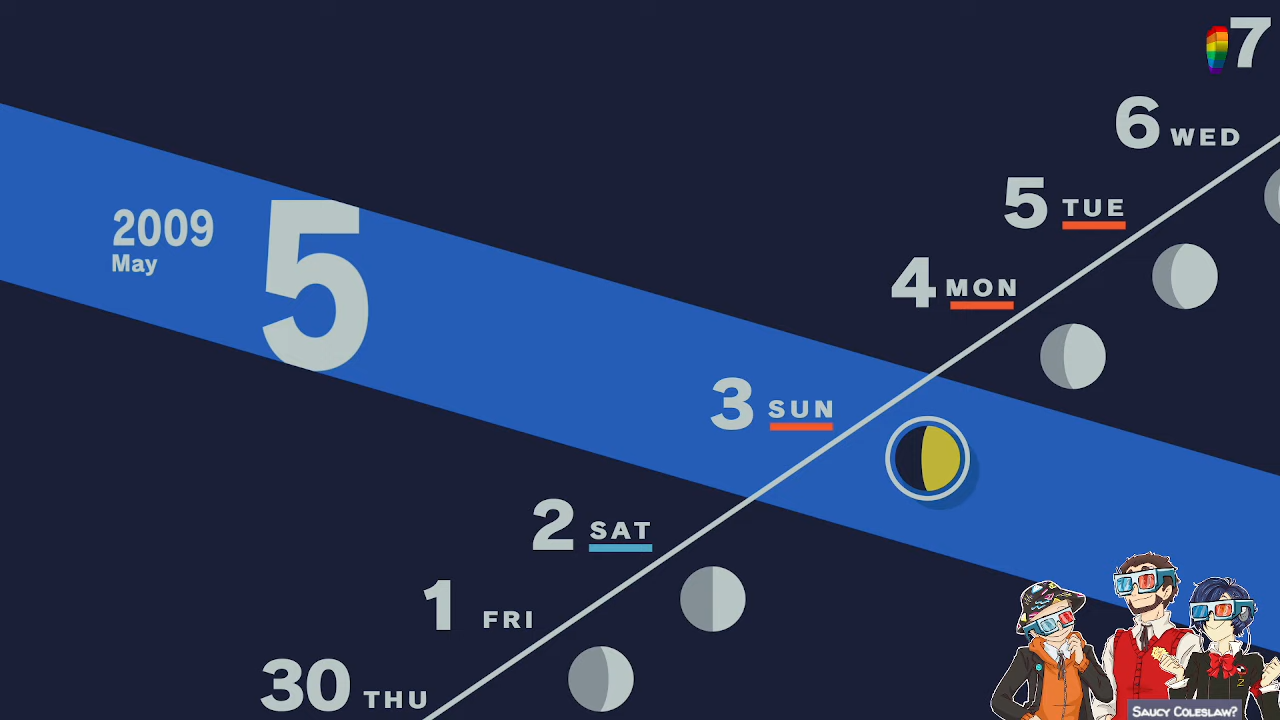 7
6 WED
5 TUE
4 MON
2009
May
5
3 SUN
2 SAT
1 FRI
30 THU
SAUCY COLESLAW?